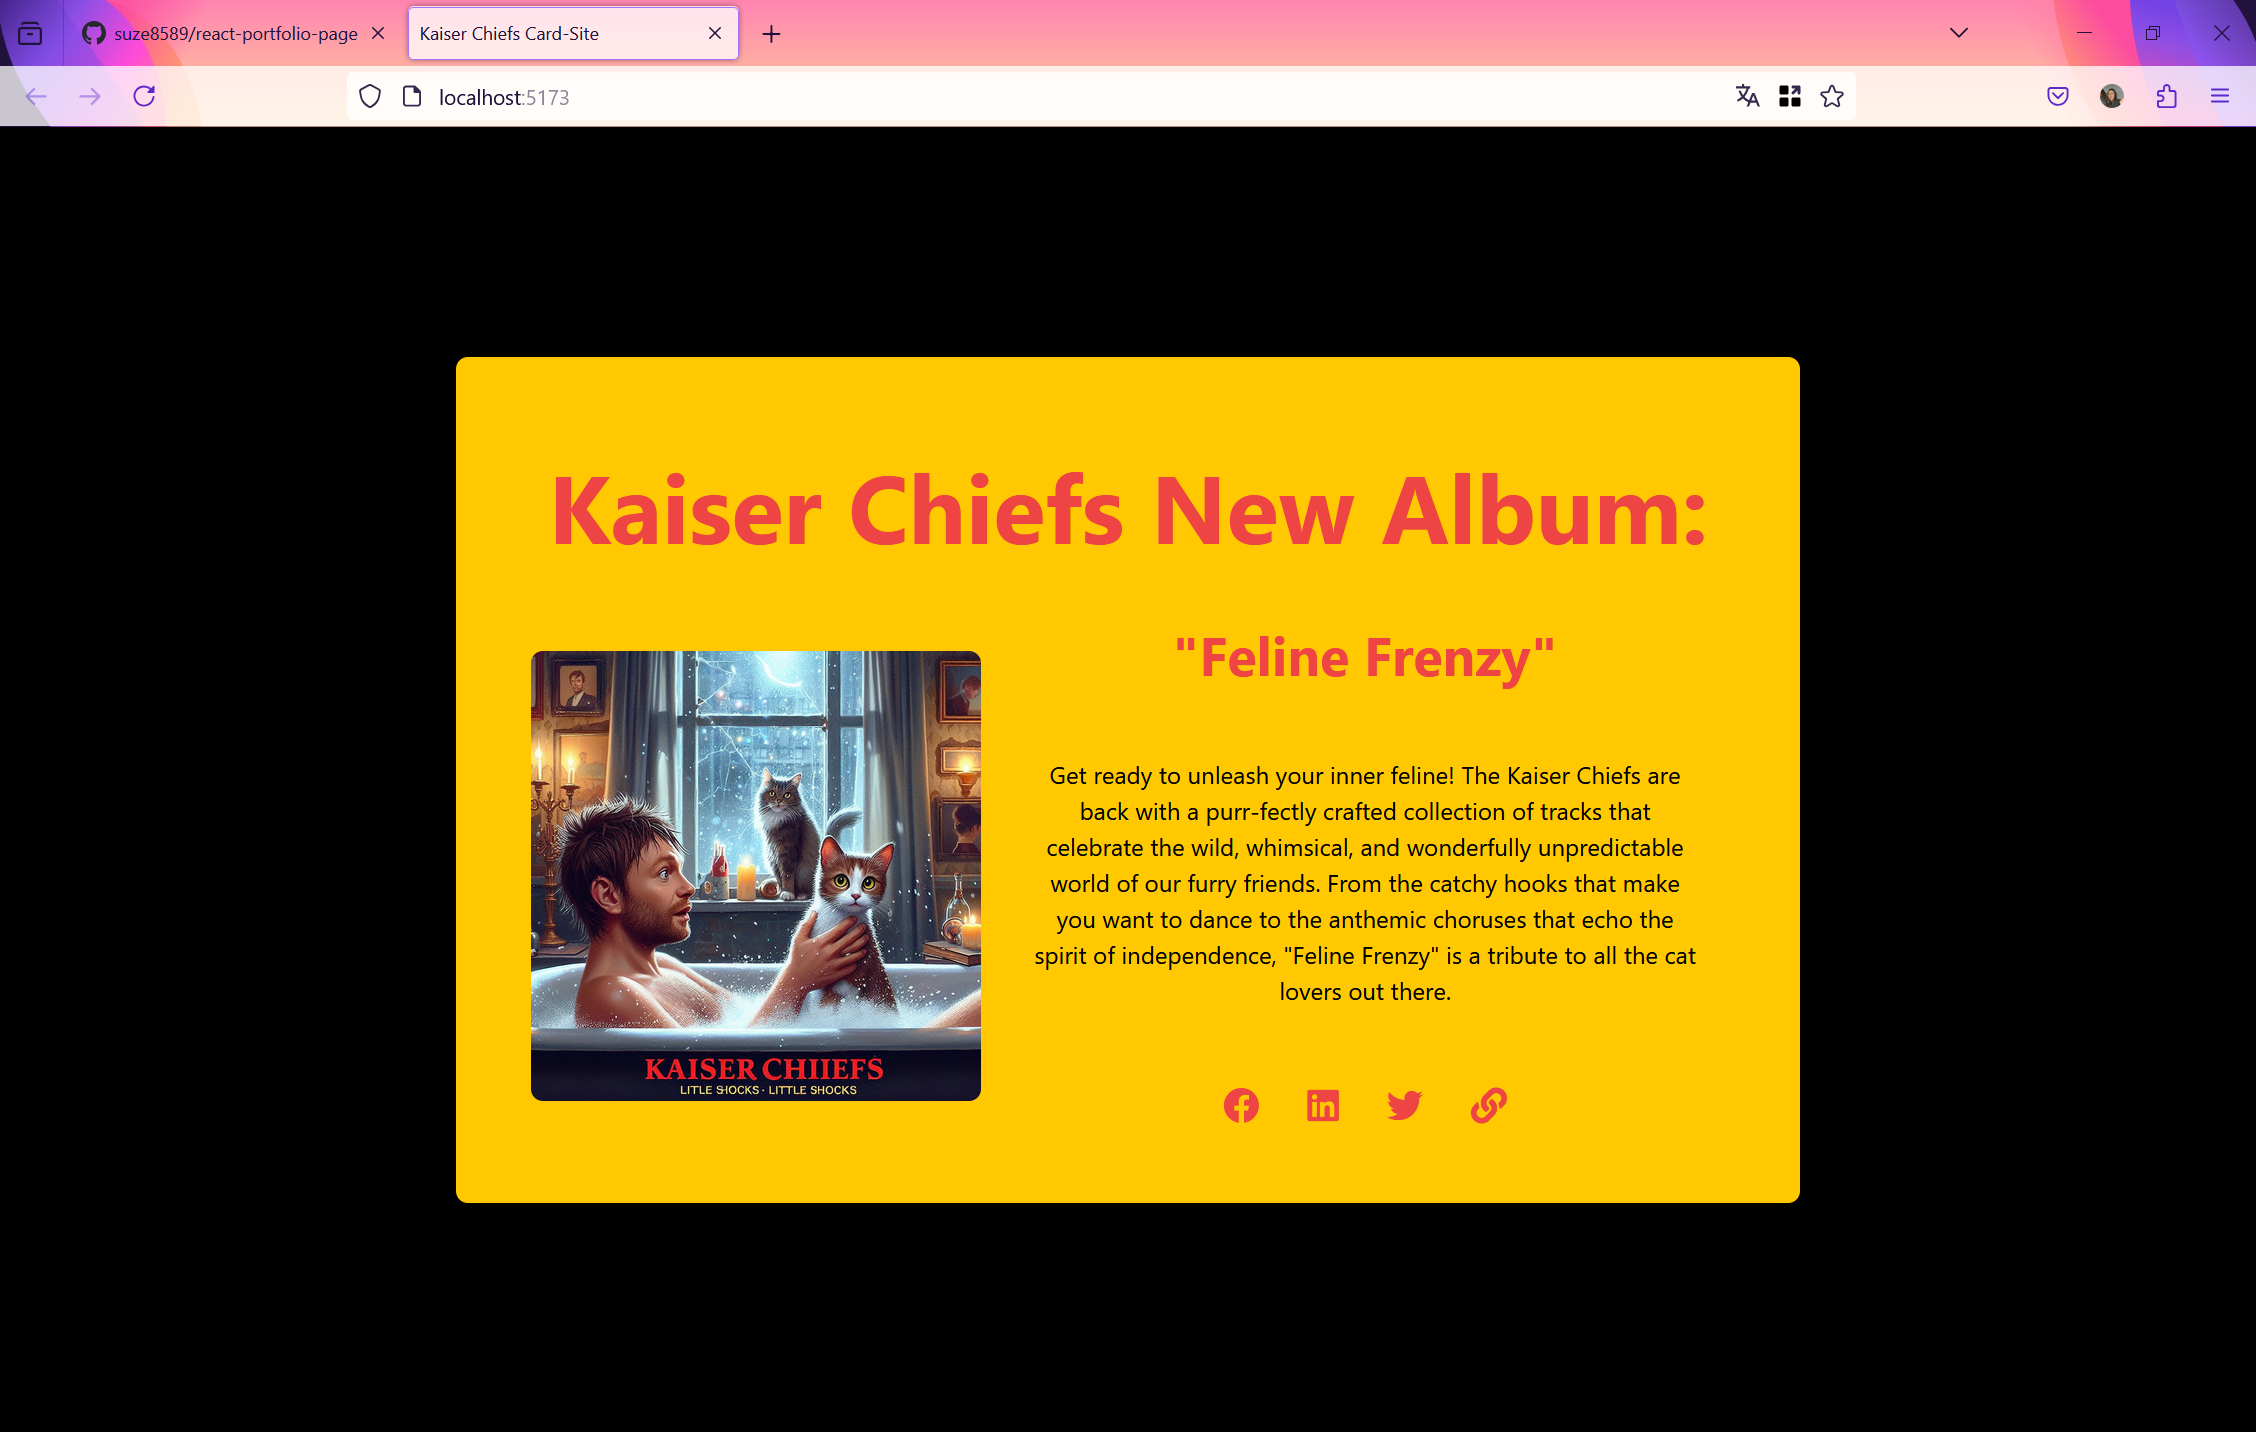 suze8589/react-portfolio-page
Kaiser Chiefs Card-Site
localhost:5173
Kaiser Chiefs New Album:
"Feline Frenzy"
Get ready to unleash your inner feline! The Kaiser Chiefs are
back with a purr-fectly crafted collection of tracks that
celebrate the wild, whimsical, and wonderfully unpredictable
world of our furry friends. From the catchy hooks that make
you want to dance to the anthemic choruses that echo the
spirit of independence, "Feline Frenzy" is a tribute to all the cat
lovers out there.
KAISER CHIIEFS
LITLE SHOCKS · LITTLE SHOCKS